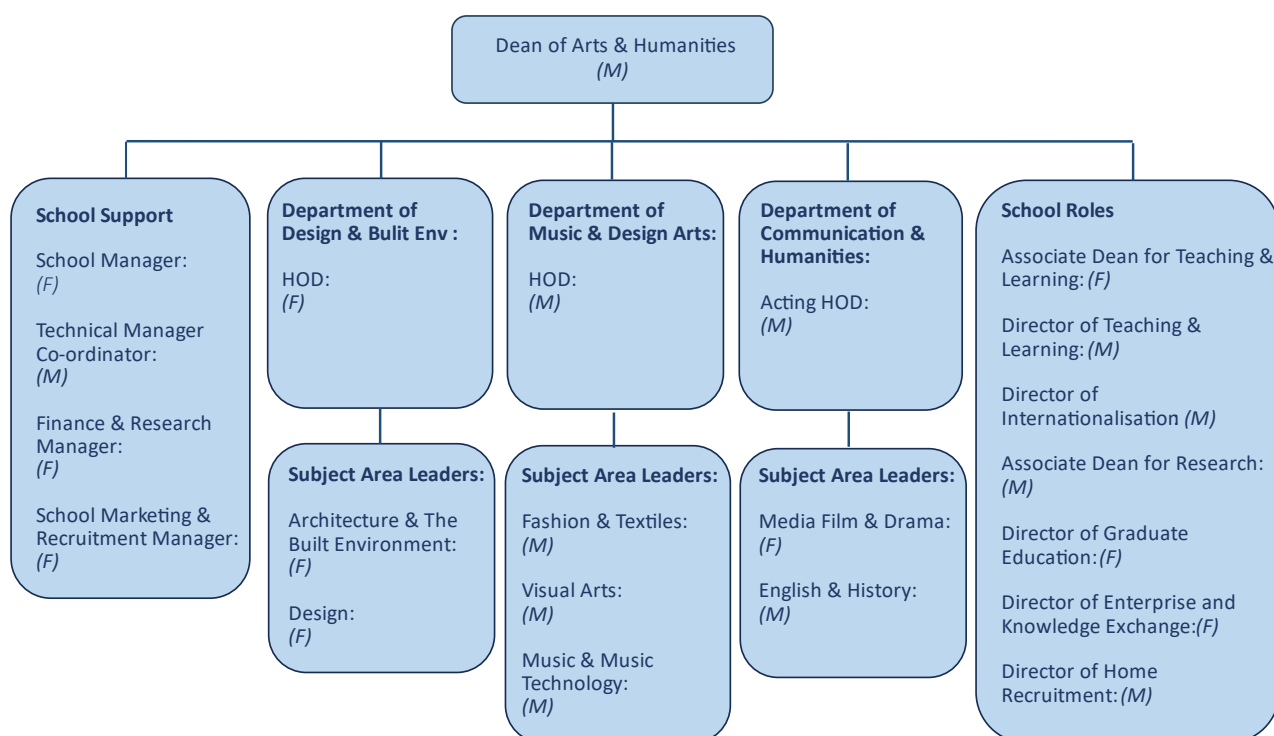 Dean of Arts & Humanities
(M)
School Support
School Manager:
(F)
Technical Manager
Co-ordinator:
(M)
Finance & Research
Manager:
(F)
School Marketing &
Recruitment Manager:
(F)
Department of
Design & Bulit Env :
HOD:
(F)
Subject Area Leaders:
Architecture & The
Built Environment:
(F)
Design:
(F)
Department of
Music & Design Arts:
HOD:
(M)
Subject Area Leaders:
Fashion & Textiles:
(M)
Visual Arts:
(M)
Music & Music
Technology:
(M)
Department of
Communication &
Humanities:
Acting HOD:
(M)
Subject Area Leaders:
Media Film & Drama:
(F)
English & History:
(M)
School Roles
Associate Dean for Teaching &
Learning: (F)
Director of Teaching &
Learning: (M)
Director of
Internationalisation (M)
Associate Dean for Research:
(M)
Director of Graduate
Education: (F)
Director of Enterprise and
Knowledge Exchange:(F)
Director of Home
Recruitment: (M)